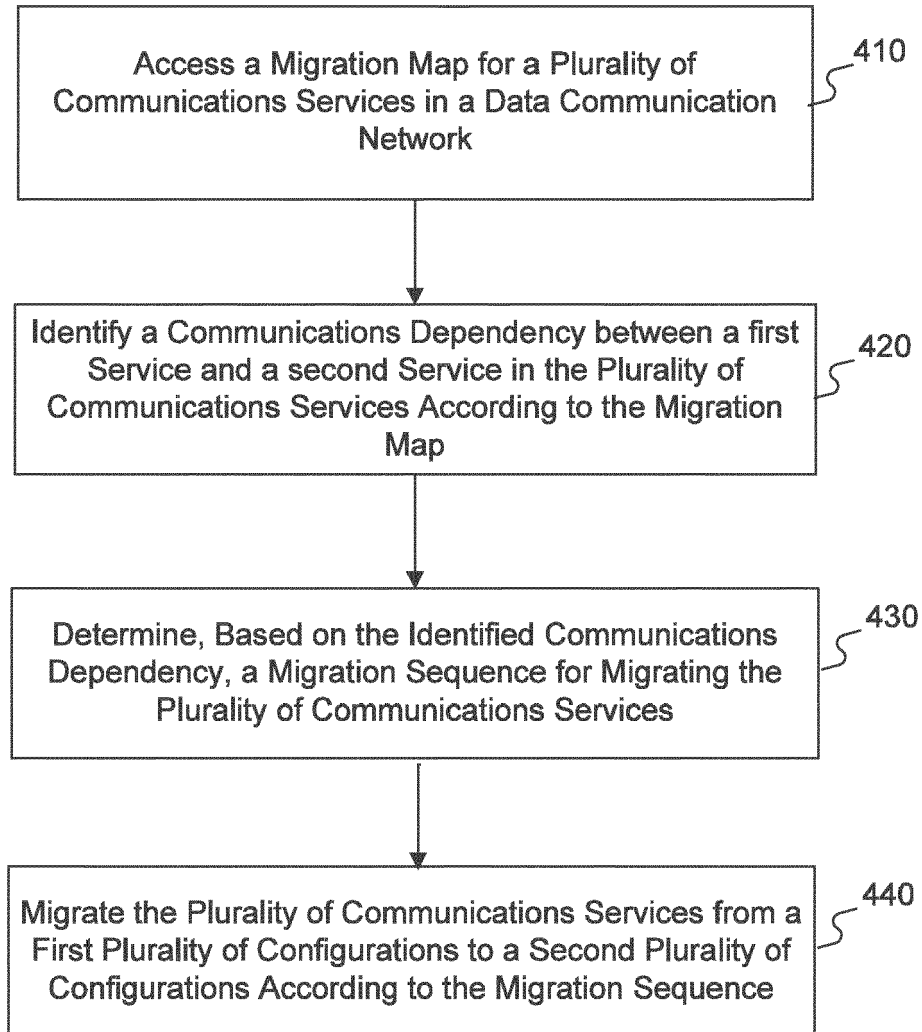 Access a Migration Map for a Plurality of
Communications Services in a Data Communication
Network
410
Identify a Communications Dependency between a first
Service and a second Service in the Plurality of
Communications Services According to the Migration
Map
420
Determine, Based on the Identified Communications
Dependency, a Migration Sequence for Migrating the
Plurality of Communications Services
430
Migrate the Plurality of Communications Services from a
First Plurality of Configurations to a Second Plurality of
Configurations According to the Migration Sequence
440